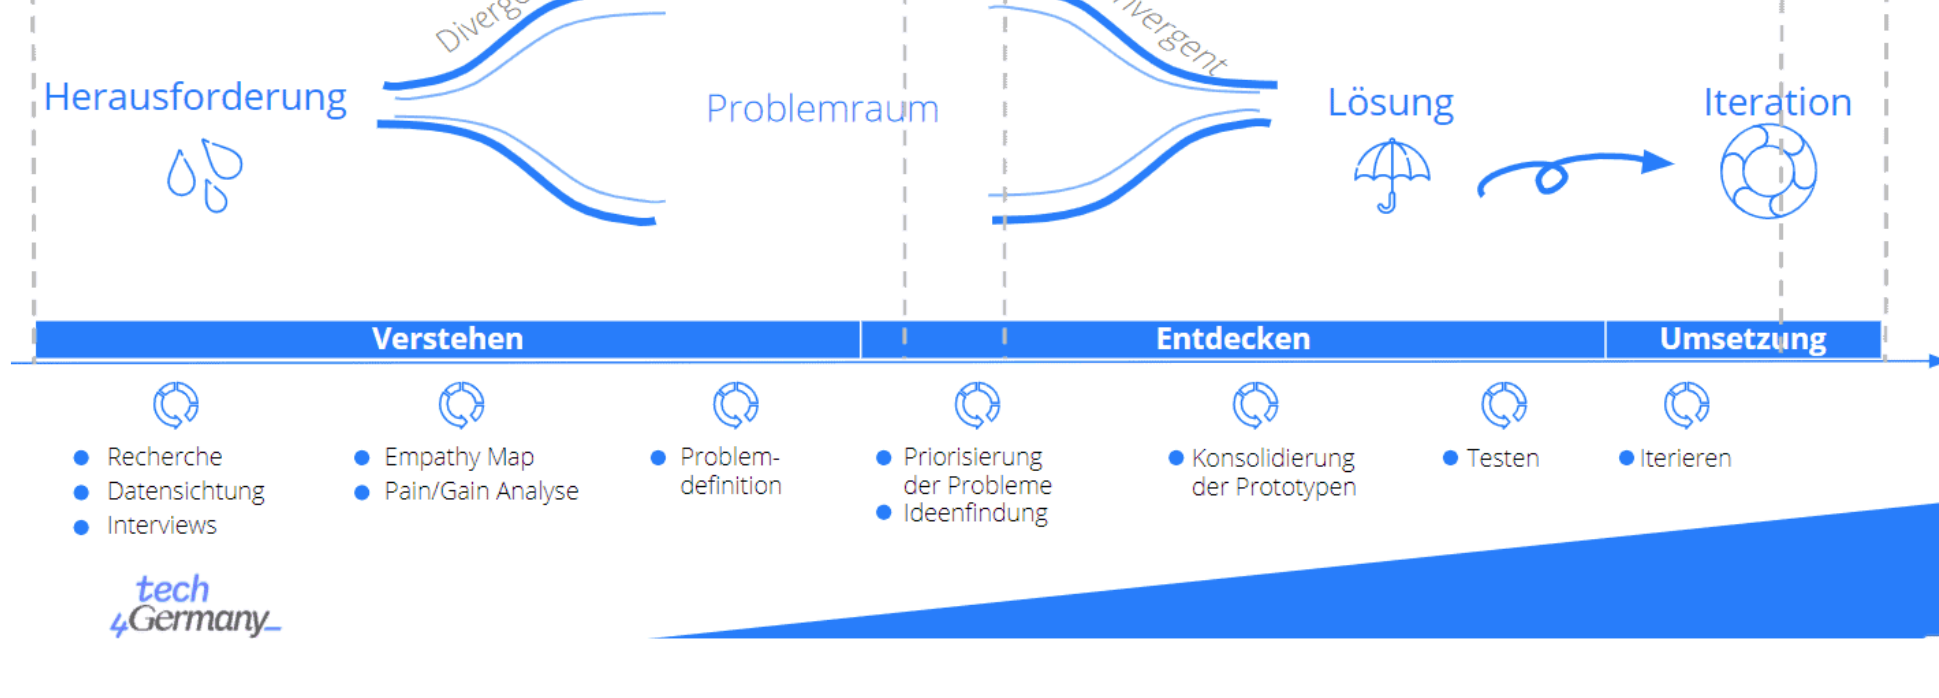 Herausforderung
Problemraum
Lösung
Iteration
Verstehen
Entdecken
Umsetzung
Recherche
Datensichtung
Interviews
Empathy Map
Pain/Gain Analyse
Problem-
definition
Priorisierung
der Probleme
Ideenfindung
Konsolidierung
der Prototypen
Testen
Iterieren
tech
4Germany_